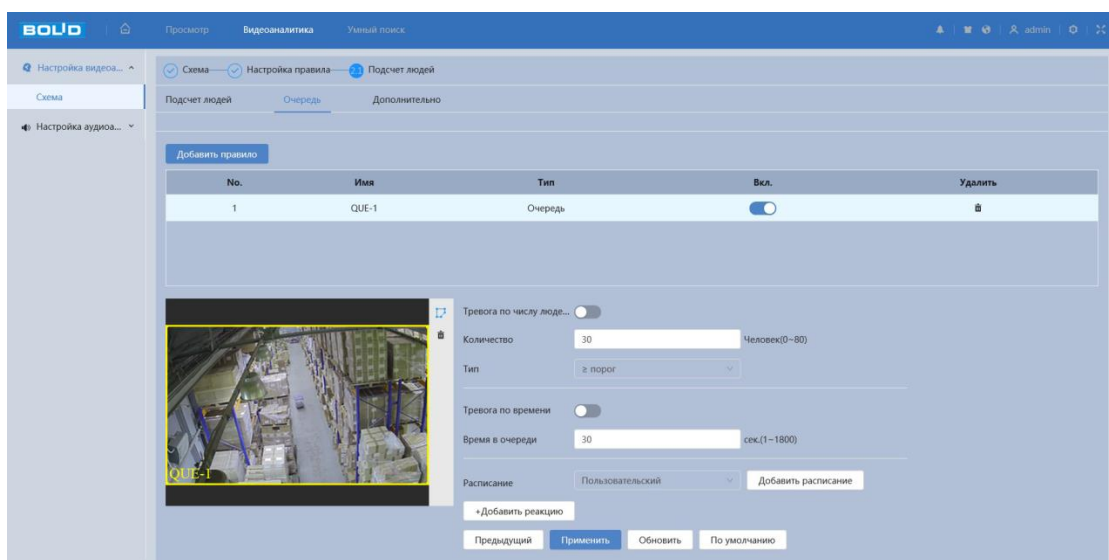 BOLID Просмотр Видеоаналитика Умный поиск admin
Настройка видеоа...
Схема
Настройка аудиоа...
Схема Настройка правила 2.1 Подсчет людей
Подсчет людей Очередь Дополнительно
Добавить правило
No. Имя Тип Вкл. Удалить
1 QUE-1 Очередь
QUE-1
Тревога по числу люде...
Количество 30 Человек(0~80)
Тип ≥ порог
Тревога по времени
Время в очереди 30 сек.(1~1800)
Расписание Пользовательский Добавить расписание
+Добавить реакцию
Предыдущий Применить Обновить По умолчанию